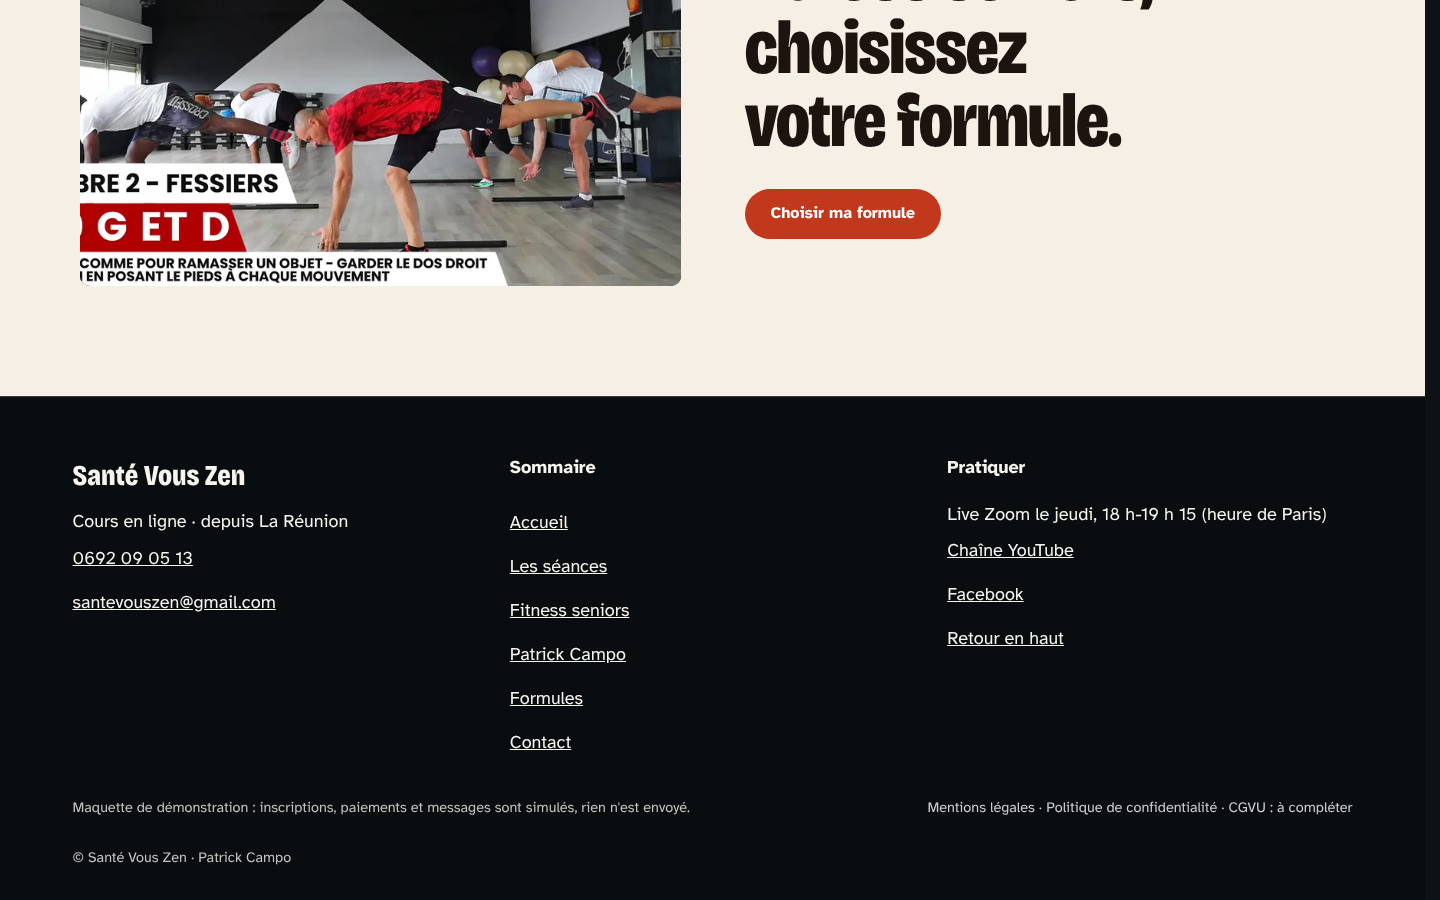 choisissez
votre formule.
Choisir ma formule
CROSSFIT
BRE 2 - FESSIERS
G ET D
COMME POUR RAMASSER UN OBJET - GARDER LE DOS DROIT
EN POSANT LE PIEDS À CHAQUE MOUVEMENT
Santé Vous Zen
Cours en ligne · depuis La Réunion
0692 09 05 13
santevouszen@gmail.com
Sommaire
Accueil
Les séances
Fitness seniors
Patrick Campo
Formules
Contact
Pratiquer
Live Zoom le jeudi, 18 h-19 h 15 (heure de Paris)
Chaîne YouTube
Facebook
Retour en haut
Maquette de démonstration : inscriptions, paiements et messages sont simulés, rien n'est envoyé.
Mentions légales · Politique de confidentialité · CGVU : à compléter
© Santé Vous Zen · Patrick Campo